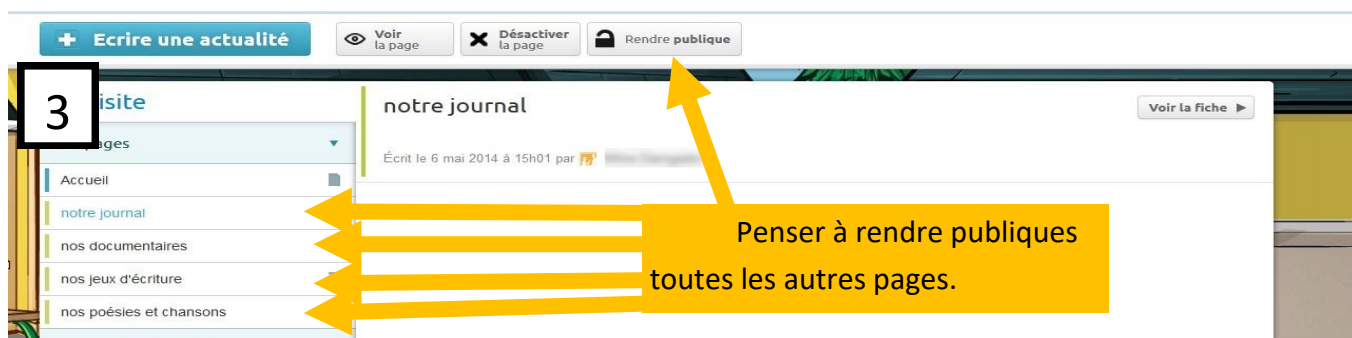 + Ecrire une actualité
Voir
la page
Désactiver
la page
Rendre publique
3
isite
ages
notre journal
Voir la fiche
Écrit le 6 mai 2014 à 15h01 par
Accueil
notre journal
nos documentaires
nos jeux d'écriture
nos poésies et chansons
Penser à rendre publiques
toutes les autres pages.